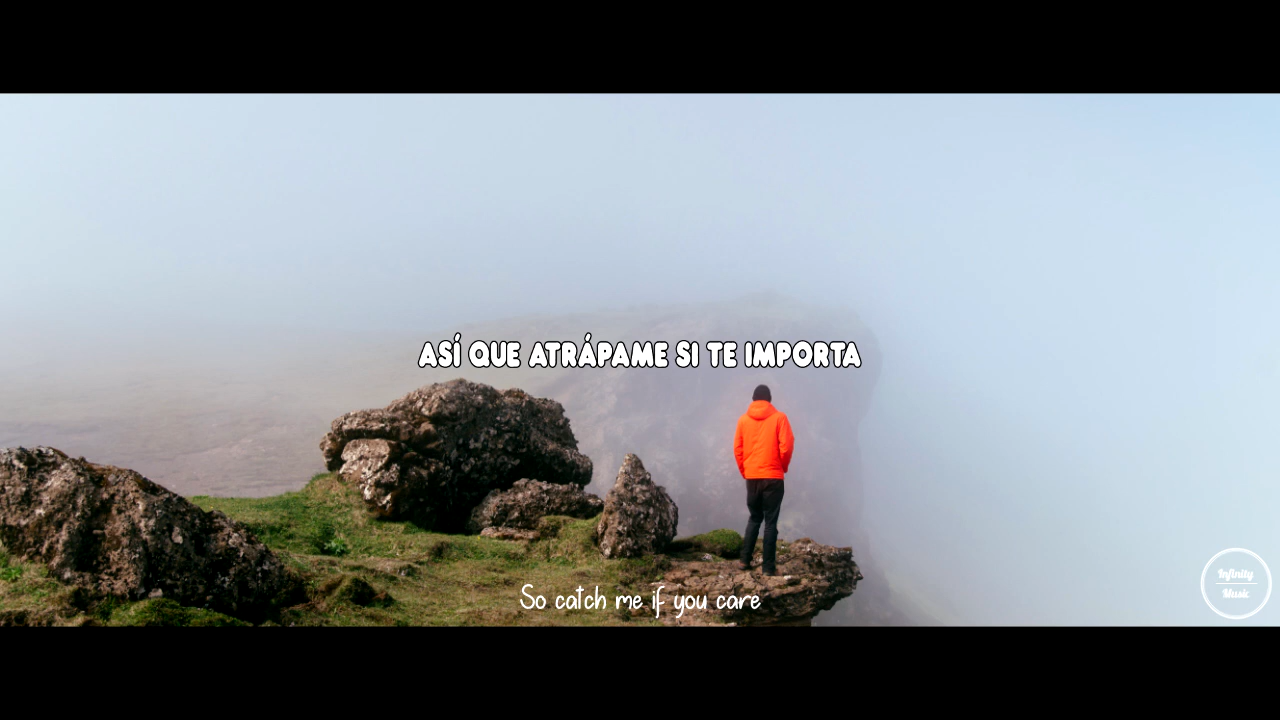 ASÍ QUE ATRÁPAME SI TE IMPORTA
So catch me if you care
Infinity
Music